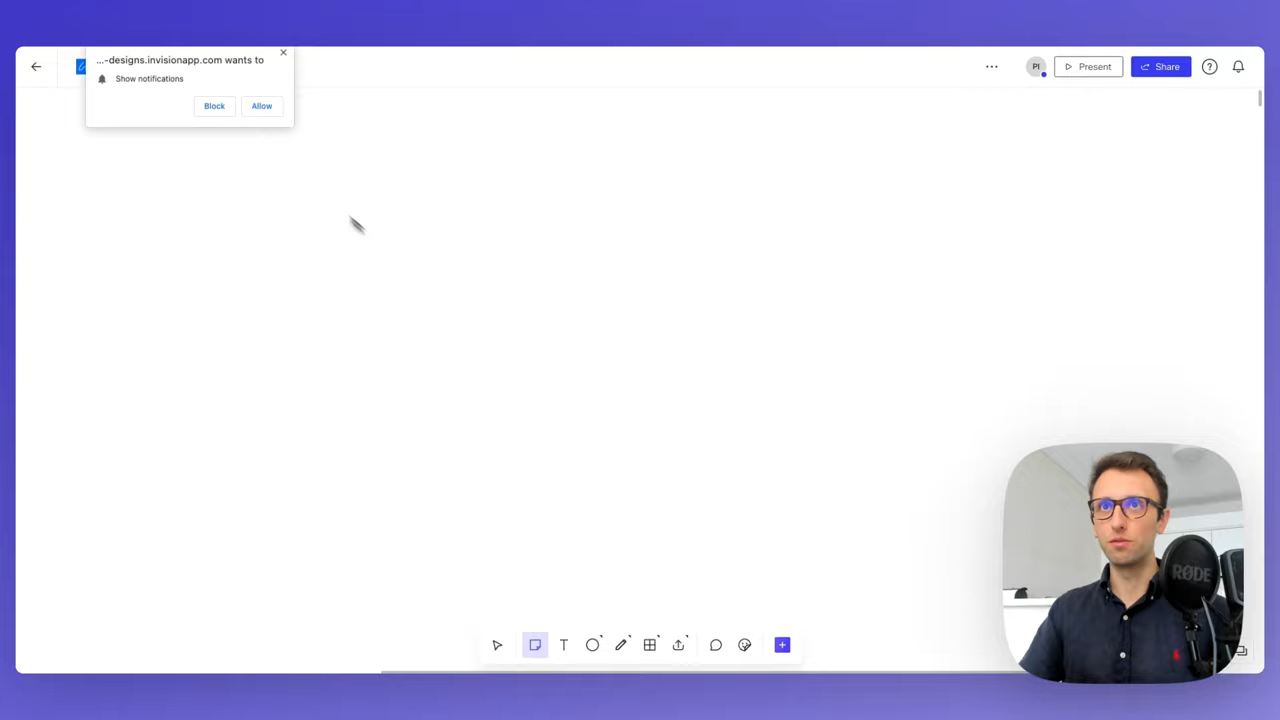 ...-designs.invisionapp.com wants to
Show notifications
Block
Allow
PI
Present
Share
RØDE